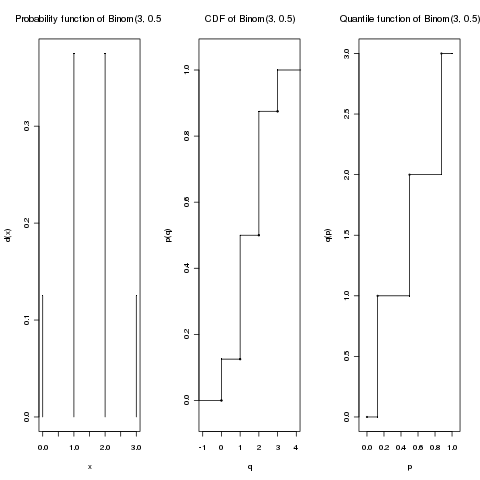 Probability function of Binom(3, 0.5
CDF of Binom(3, 0.5)
Quantile function of Binom(3, 0.5)
d(x)
0.0
0.1
0.2
0.3
0.0 1.0 2.0 3.0
x
p(q)
0.0
0.2
0.4
0.6
0.8
1.0
-1 0 1 2 3 4
q
q(p)
0.0
0.5
1.0
1.5
2.0
2.5
3.0
0.0 0.2 0.4 0.6 0.8 1.0
p